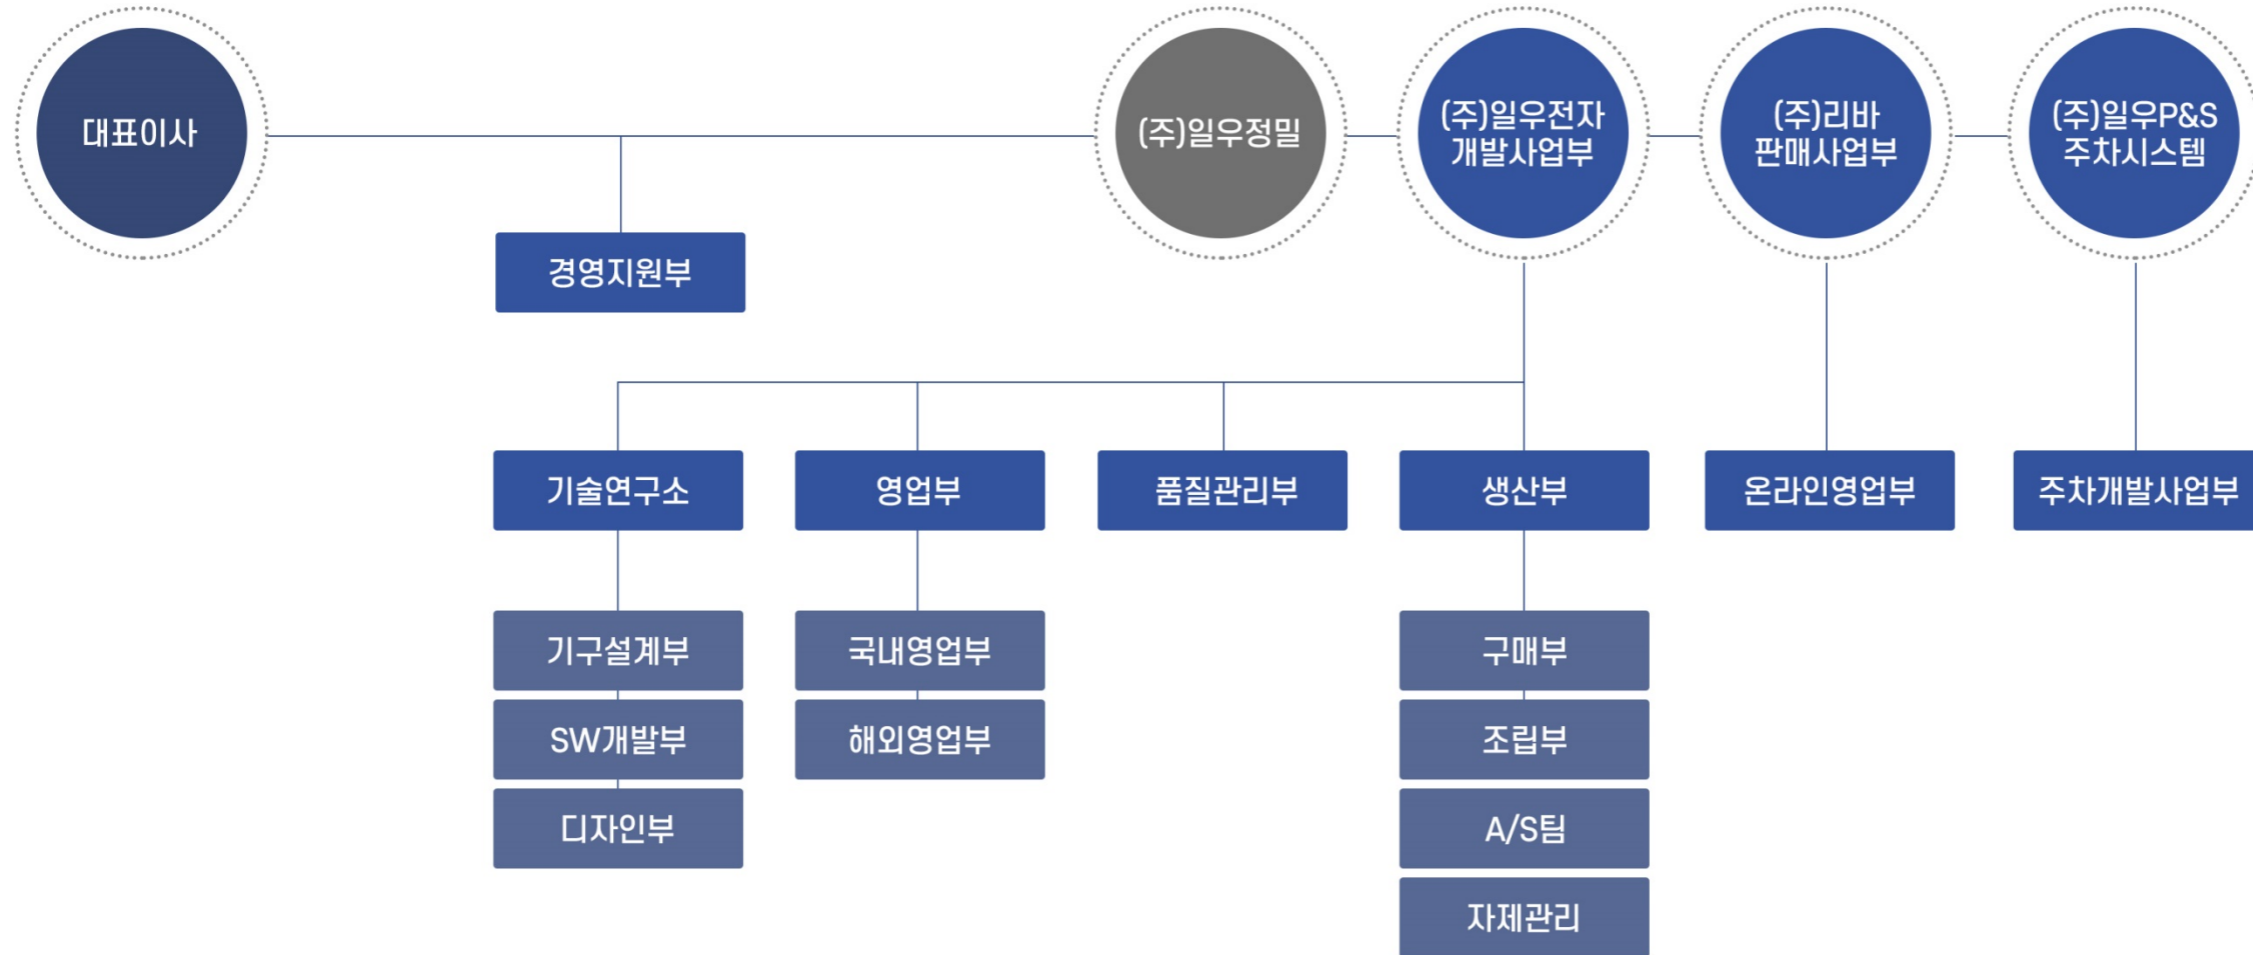 대표이사
(주)일우정밀
(주)일우전자
개발사업부
(주)리바
판매사업부
(주)일우P&S
주차시스템
경영지원부
기술연구소
영업부
품질관리부
생산부
온라인영업부
주차개발사업부
기구설계부
국내영업부
구매부
SW개발부
해외영업부
조립부
디자인부
A/S팀
자제관리